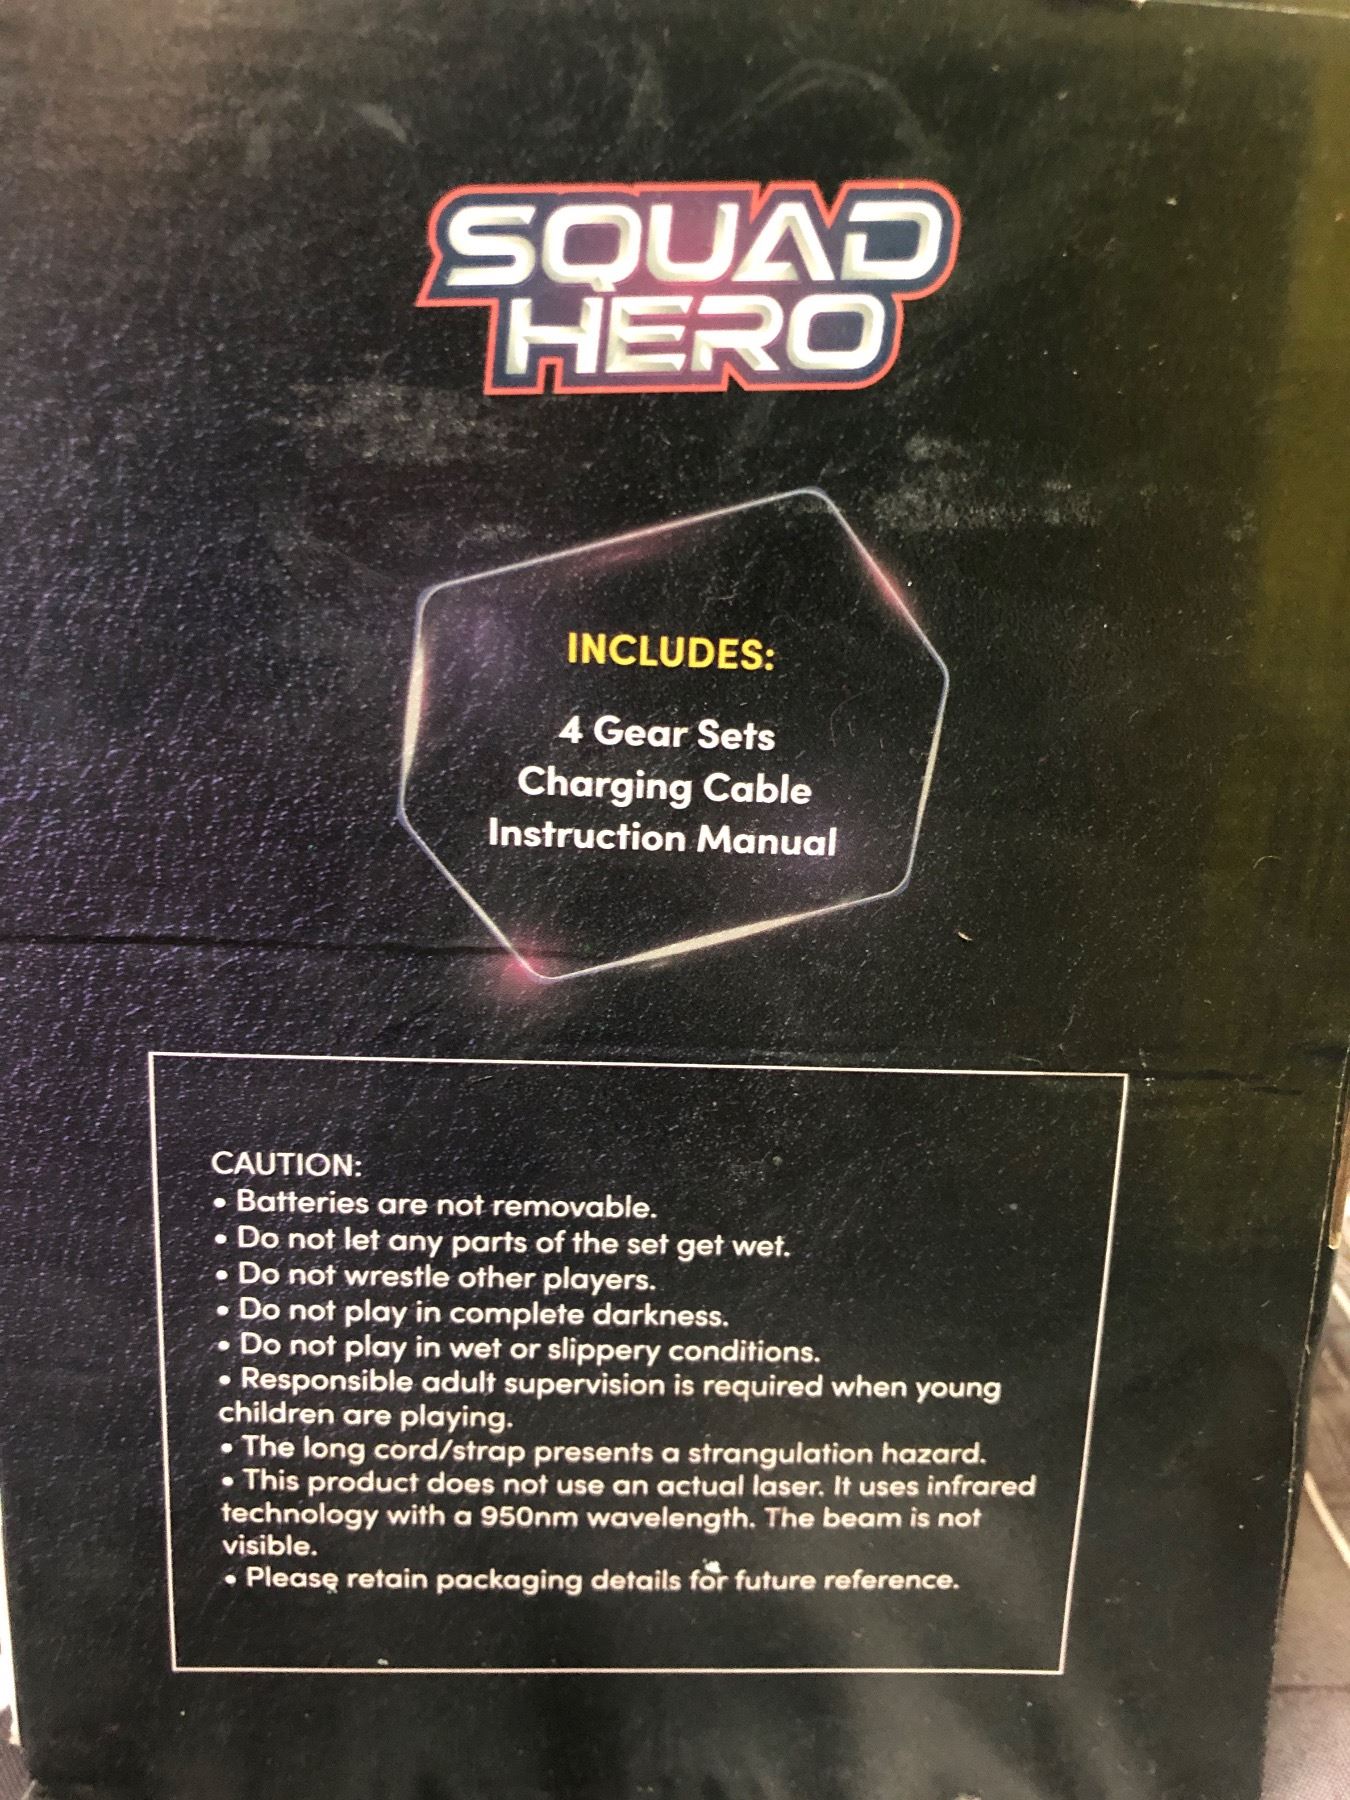 SQUAD
HERO
INCLUDES:
4 Gear Sets
Charging Cable
Instruction Manual
CAUTION:
• Batteries are not removable.
• Do not let any parts of the set get wet.
• Do not wrestle other players.
• Do not play in complete darkness.
• Do not play in wet or slippery conditions.
• Responsible adult supervision is required when young
children are playing.
• The long cord/strap presents a strangulation hazard.
• This product does not use an actual laser. It uses infrared
technology with a 950nm wavelength. The beam is not
visible.
• Please retain packaging details for future reference.